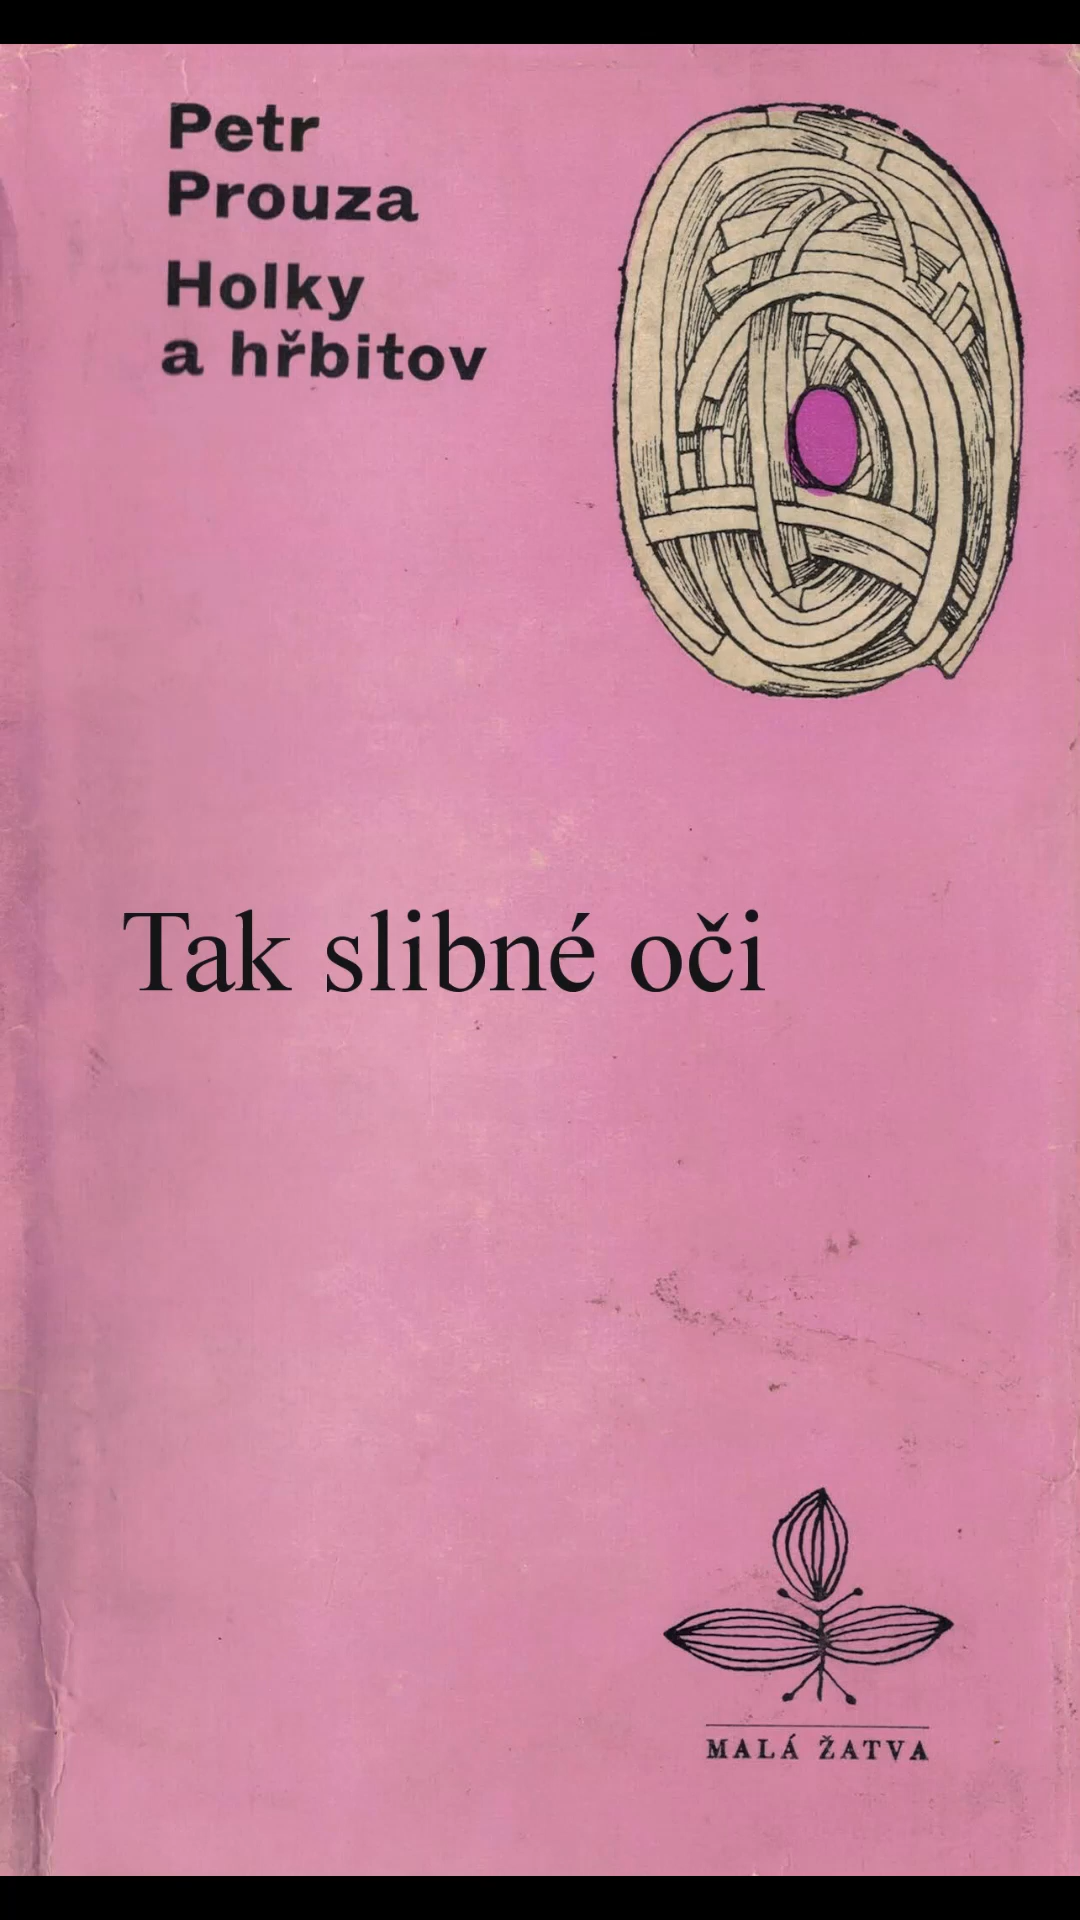 Petr
Prouza
Holky
a hřbitov
Tak slibné oči
MALÁ ŽATVA